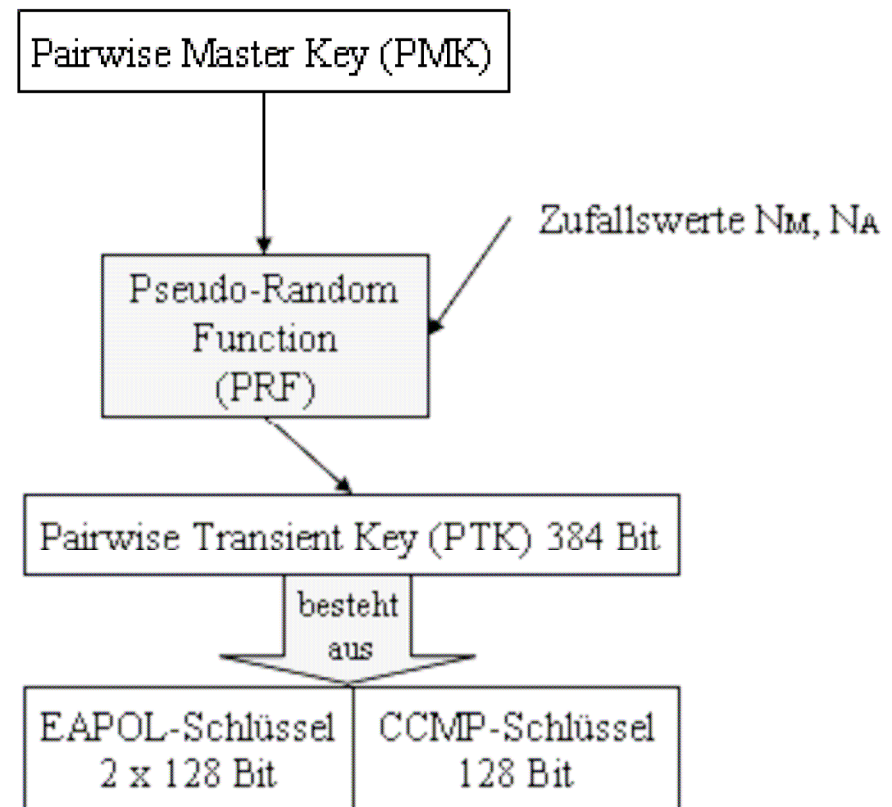 Pairwise Master Key (PMK)
Zufallswerte NM, NA
Pseudo-Random
Function
(PRF)
Pairwise Transient Key (PTK) 384 Bit
besteht
aus
EAPOL-Schlüssel
2 x 128 Bit
CCMP-Schlüssel
128 Bit